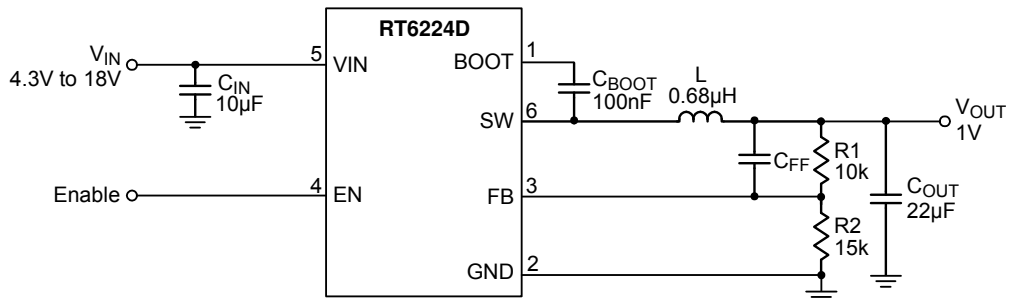 RT6224D
V_IN
4.3V to 18V
5
VIN
C_IN
10µF
BOOT
1
C_BOOT
100nF
SW
6
L
0.68µH
V_OUT
1V
Enable
4
EN
FB
3
C_FF
R1
10k
C_OUT
22µF
R2
15k
GND
2